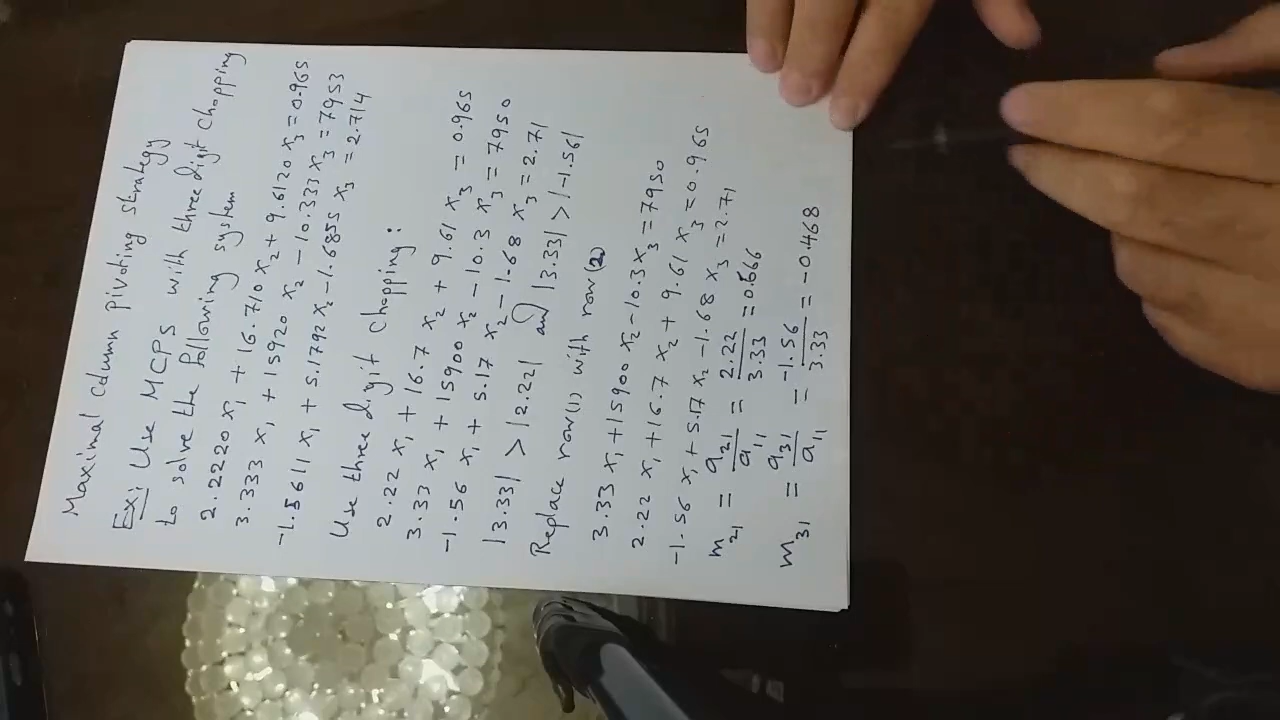 Maximal Column pivoting strategy
Ex: Use MCPS with three digit chopping
to solve the following system
2.2220 x₁ + 16.710 x₂ + 9.6120 x₃ = 0.965
3.333 x₁ + 15920 x₂ - 10.333 x₃ = 7953
-1.5611 x₁ + 5.1792 x₂ - 1.6855 x₃ = 2.714
Use three digit chopping:
2.22 x₁ + 16.7 x₂ + 9.61 x₃ = 0.965
3.33 x₁ + 15900 x₂ - 10.3 x₃ = 7950
-1.56 x₁ + 5.17 x₂ - 1.68 x₃ = 2.71
|3.33| > |2.22| and |3.33| > |-1.56|
Replace row(1) with row(2)
3.33 x₁ + 15900 x₂ - 10.3 x₃ = 7950
2.22 x₁ + 16.7 x₂ + 9.61 x₃ = 0.965
-1.56 x₁ + 5.17 x₂ - 1.68 x₃ = 2.71
m₂₁ = a₂₁/a₁₁ = 2.22/3.33 = 0.666
m₃₁ = a₃₁/a₁₁ = -1.56/3.33 = -0.468